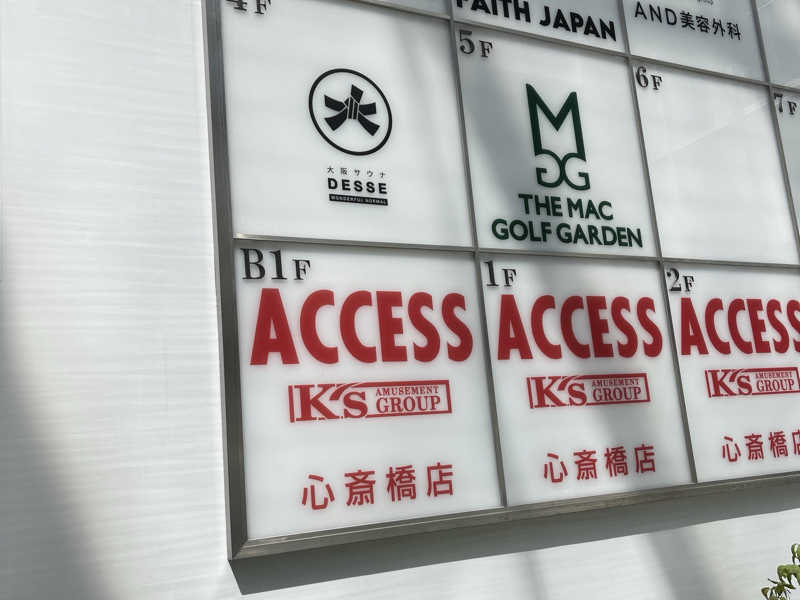 FAITH JAPAN
AND美容外科
4F
大阪サウナ
DESSE
WONDERFUL NORMAL
5F
MG
THE MAC
GOLF GARDEN
6F
7F
B1F
ACCESS
K's AMUSEMENT GROUP
心斎橋店
1F
ACCESS
K's AMUSEMENT GROUP
心斎橋店
2F
ACCESS
K's AMUSEMENT GROUP
心斎橋店